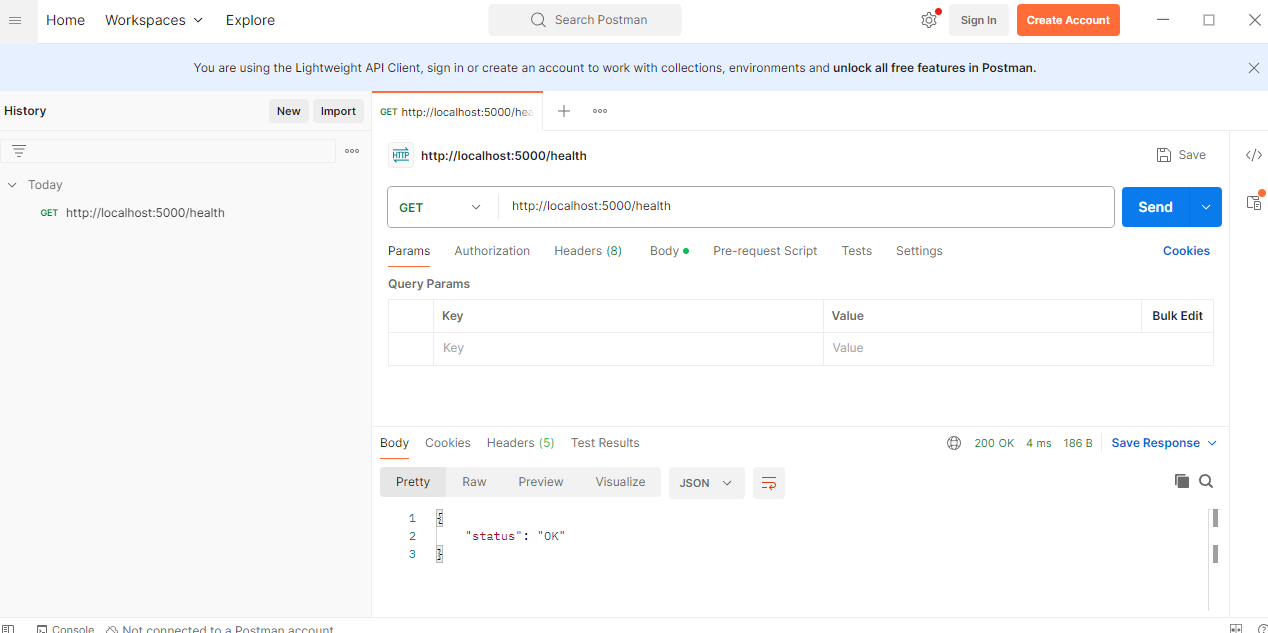 Home Workspaces Explore Search Postman Sign In Create Account
You are using the Lightweight API Client, sign in or create an account to work with collections, environments and unlock all free features in Postman.
History New Import
GET http://localhost:5000/hea
HTTP http://localhost:5000/health Save </>
Today
GET http://localhost:5000/health
GET http://localhost:5000/health Send
Params Authorization Headers (8) Body Pre-request Script Tests Settings Cookies
Query Params
Key Value Bulk Edit
Key Value
Body Cookies Headers (5) Test Results 200 OK 4 ms 186 B Save Response
Pretty Raw Preview Visualize JSON
1 {
2 "status": "OK"
3 }
Console Not connected to a Postman account